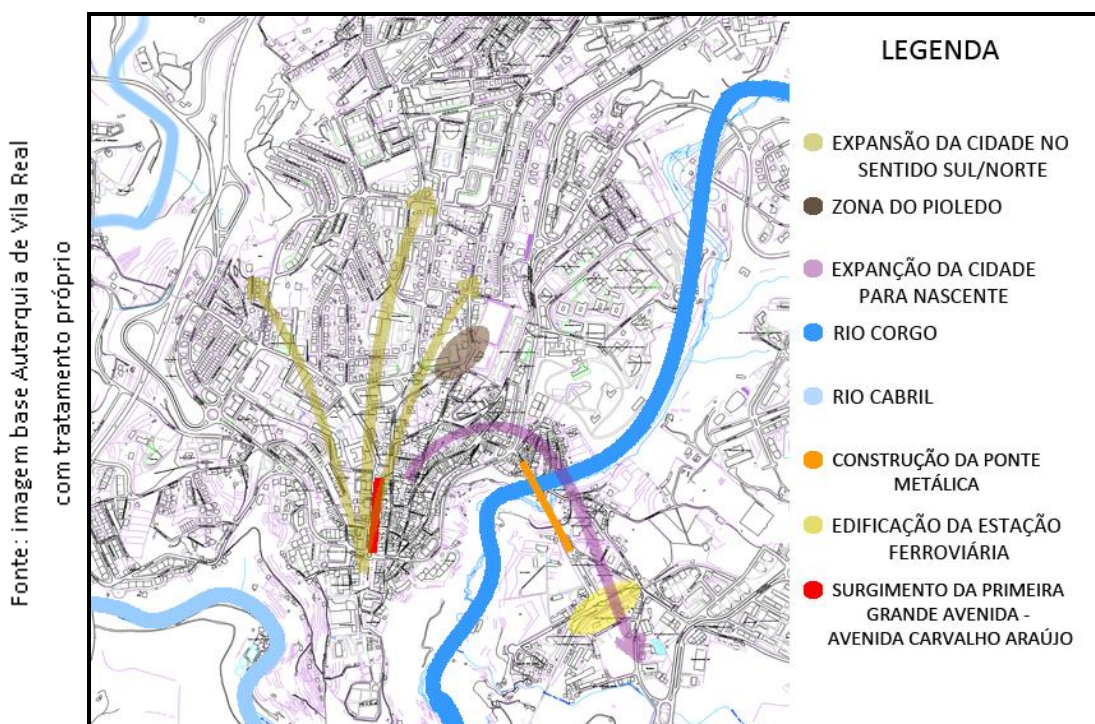 Fonte: imagem base Autarquia de Vila Real
com tratamento próprio
LEGENDA
EXPANSÃO DA CIDADE NO
SENTIDO SUL/NORTE
ZONA DO PIOLEDO
EXPANÇÃO DA CIDADE
PARA NASCENTE
RIO CORGO
RIO CABRIL
CONSTRUÇÃO DA PONTE
METÁLICA
EDIFICAÇÃO DA ESTAÇÃO
FERROVIÁRIA
SURGIMENTO DA PRIMEIRA
GRANDE AVENIDA -
AVENIDA CARVALHO ARAÚJO